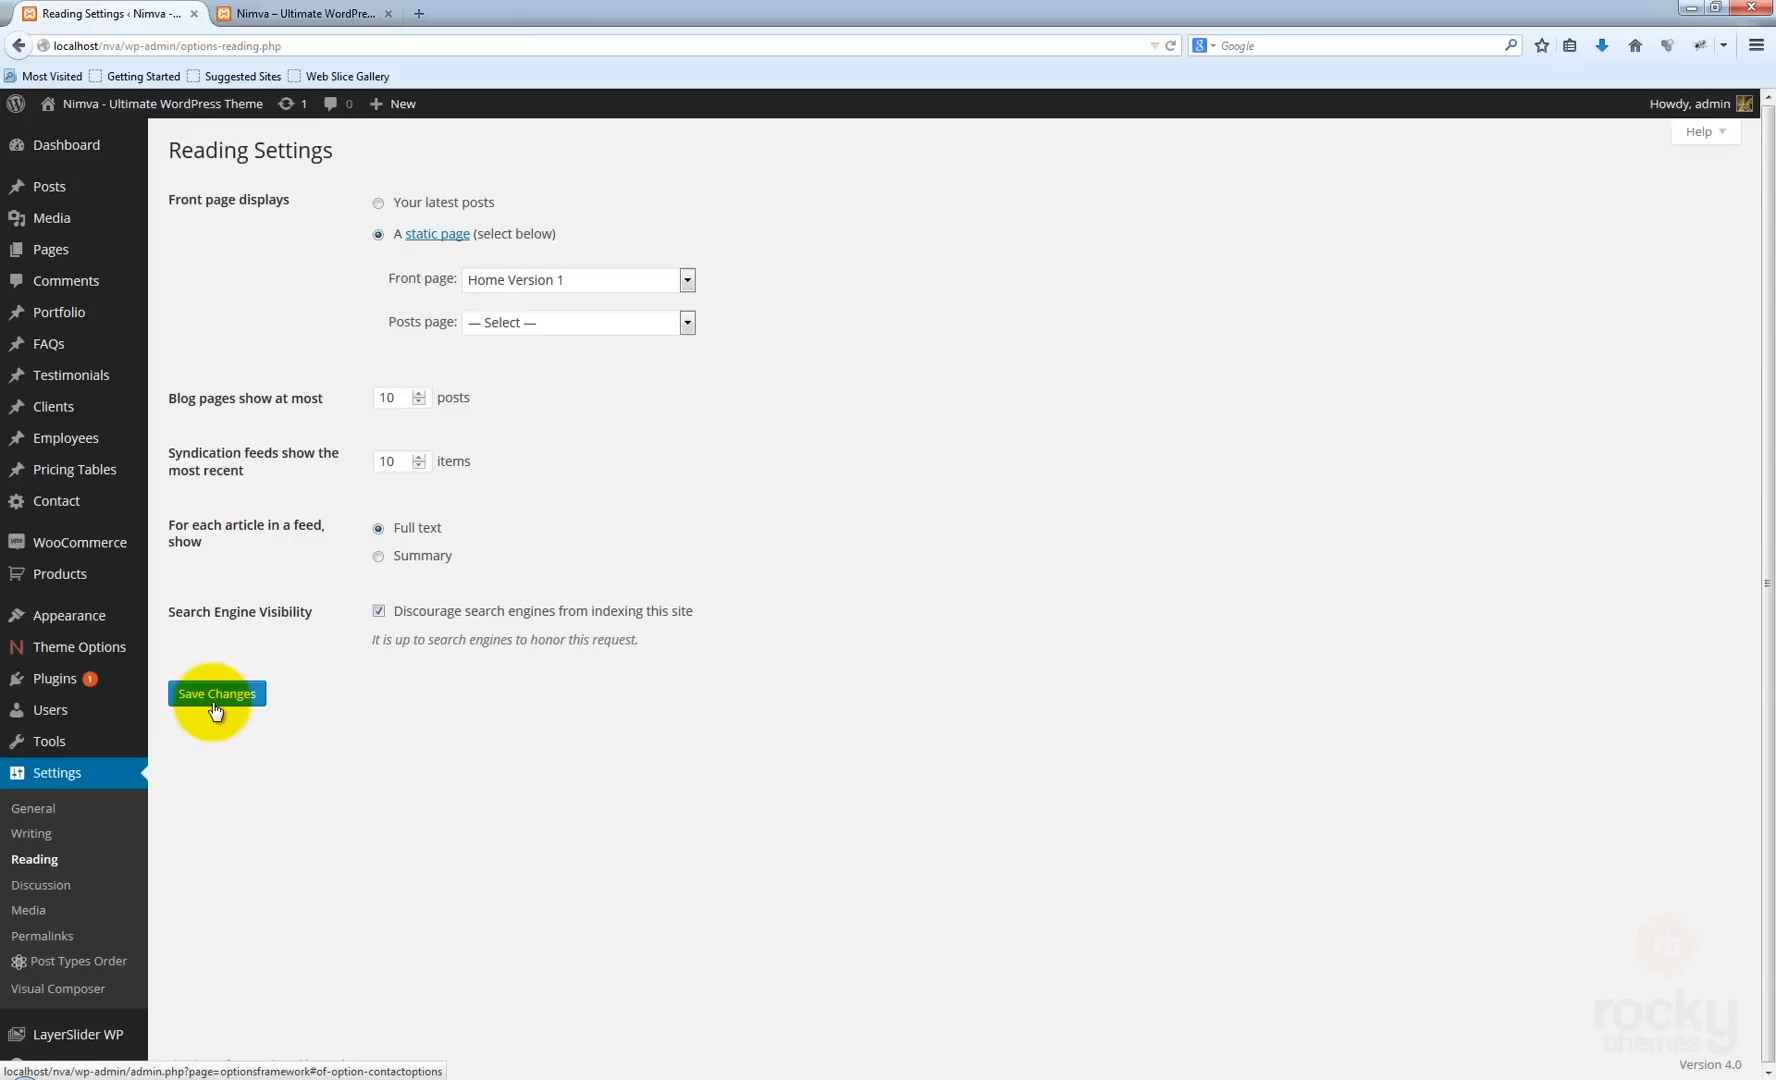 Reading Settings ‹ Nimva -...
Nimva – Ultimate WordPre...
localhost/nva/wp-admin/options-reading.php
Google
Most Visited
Getting Started
Suggested Sites
Web Slice Gallery
Nimva - Ultimate WordPress Theme
1
0
New
Howdy, admin
Help
Dashboard
Posts
Media
Pages
Comments
Portfolio
FAQs
Testimonials
Clients
Employees
Pricing Tables
Contact
WooCommerce
Products
Appearance
Theme Options
Plugins 1
Users
Tools
Settings
General
Writing
Reading
Discussion
Media
Permalinks
Post Types Order
Visual Composer
LayerSlider WP
Reading Settings
Front page displays
Your latest posts
A static page (select below)
Front page: Home Version 1
Posts page: — Select —
Blog pages show at most
10 posts
Syndication feeds show the
most recent
10 items
For each article in a feed,
show
Full text
Summary
Search Engine Visibility
Discourage search engines from indexing this site
It is up to search engines to honor this request.
Save Changes
rocky
themes
Version 4.0
localhost/nva/wp-admin/admin.php?page=optionsframework#of-option-contactoptions